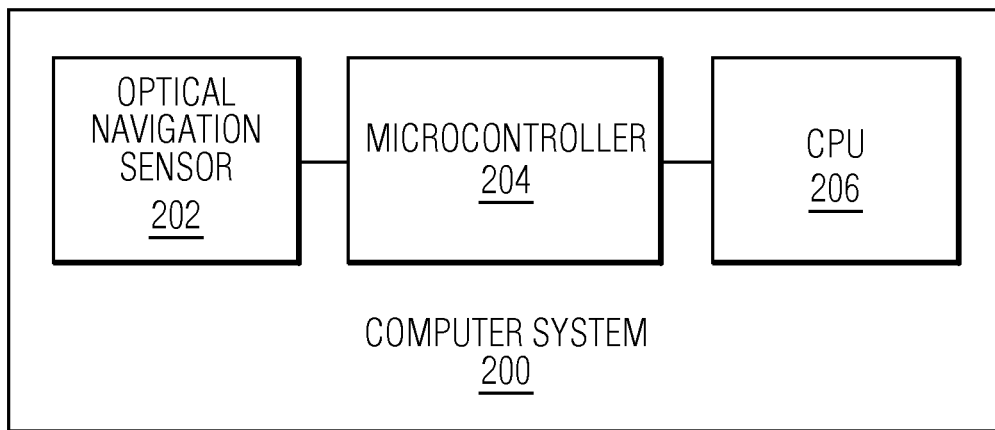 OPTICAL
NAVIGATION
SENSOR
202
MICROCONTROLLER
204
CPU
206
COMPUTER SYSTEM
200